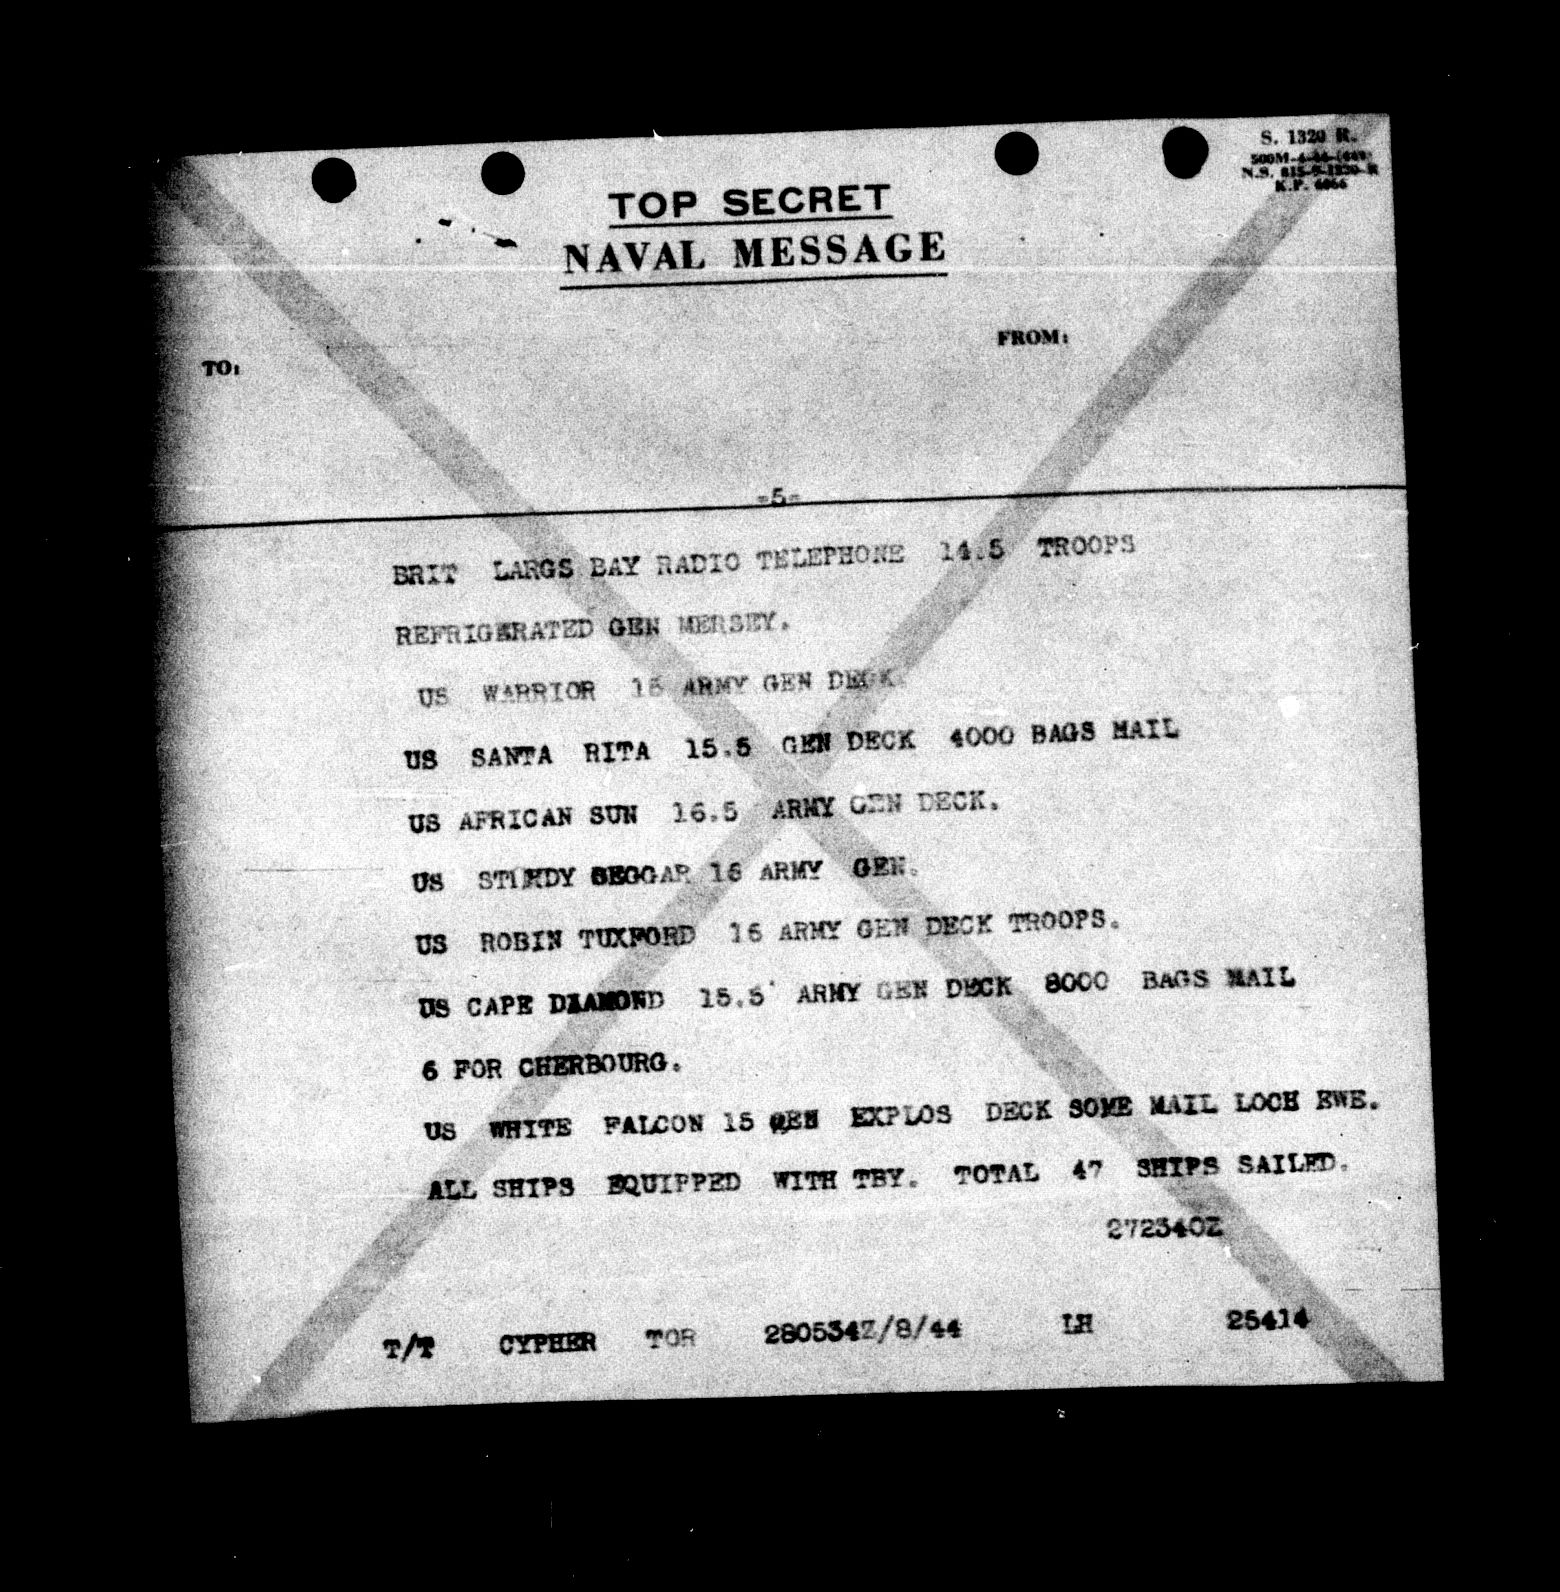 S. 1320 R.
TOP SECRET
NAVAL MESSAGE
FROM:
TO:
-5-
BRIT LARGS BAY RADIO TELEPHONE 14.5 TROOPS
REFRIGERATED GEN MERSEY.
US WARRIOR 15 ARMY GEN DECK.
US SANTA RITA 15.5 GEN DECK 4000 BAGS MAIL
US AFRICAN SUN 16.5 ARMY GEN DECK.
US STURDY BEGGAR 16 ARMY GEN.
US ROBIN TUXFORD 16 ARMY GEN DECK TROOPS.
US CAPE DIAMOND 15.5 ARMY GEN DECK 8000 BAGS MAIL
6 FOR CHERBOURG.
US WHITE FALCON 15 GEN EXPLOS DECK SOME MAIL LOCH EWE.
ALL SHIPS EQUIPPED WITH TBY. TOTAL 47 SHIPS SAILED.
272340Z
T/T CYPHER TOR 280534Z/8/44 LH 25414